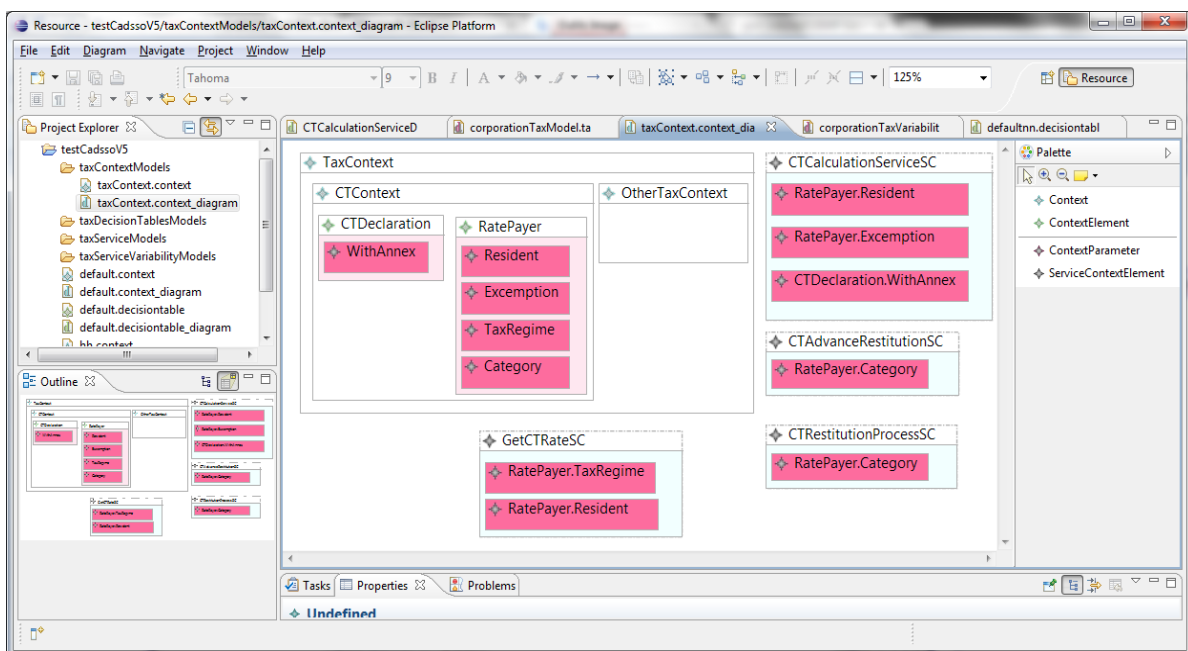 Resource - testCadssoV5/taxContextModels/taxContext.context_diagram - Eclipse Platform
File Edit Diagram Navigate Project Window Help
Tahoma 9 B I A 125% Resource
Project Explorer
testCadssoV5
taxContextModels
taxContext.context
taxContext.context_diagram
taxDecisionTablesModels
taxServiceModels
taxServiceVariabilityModels
default.context
default.context_diagram
default.decisiontable
default.decisiontable_diagram
bb.context
Outline
CTCalculationServiceD corporationTaxModel.ta taxContext.context_dia corporationTaxVariabilit defaultnn.decisiontabl
TaxContext
CTContext
CTDeclaration
WithAnnex
RatePayer
Resident
Excemption
TaxRegime
Category
OtherTaxContext
CTCalculationServiceSC
RatePayer.Resident
RatePayer.Excemption
CTDeclaration.WithAnnex
CTAdvanceRestitutionSC
RatePayer.Category
GetCTRateSC
RatePayer.TaxRegime
RatePayer.Resident
CTRestitutionProcessSC
RatePayer.Category
Palette
Context
ContextElement
ContextParameter
ServiceContextElement
Tasks Properties Problems
Undefined